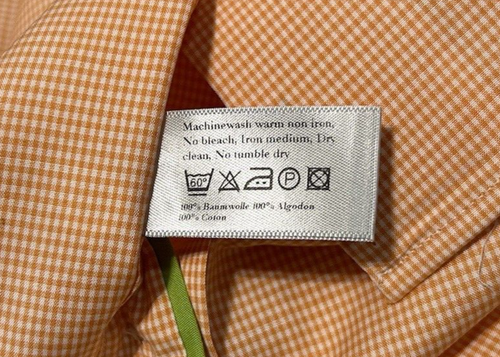 Machinewash warm non iron,
No bleach, Iron medium, Dry
clean, No tumble dry
60° P
100% Baumwolle 100% Algodon
100% Coton